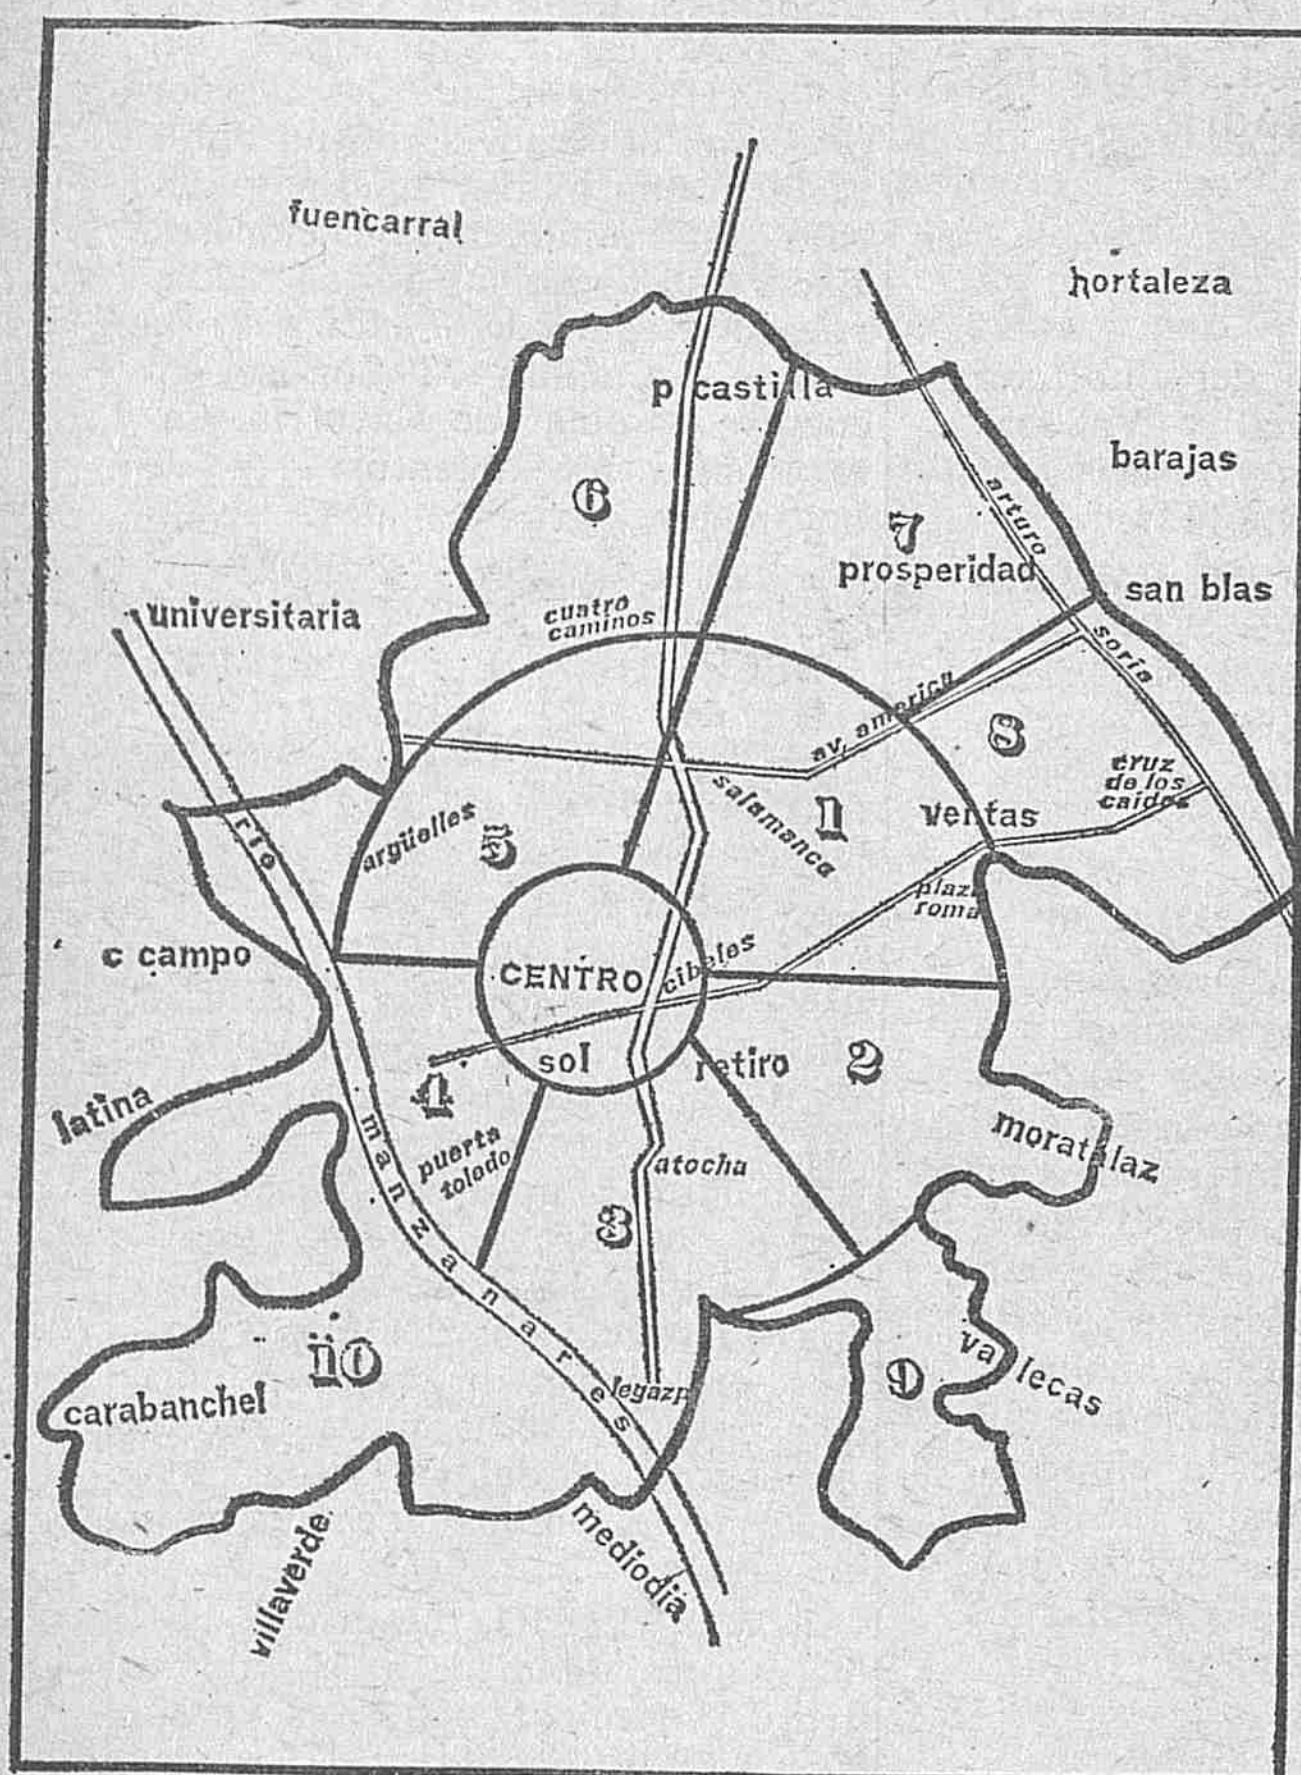 fuencarral
hortaleza
p castilla
barajas
6
arturo
7
prosperidad
san blas
universitaria
cuatro
caminos
soria
av. america
8
cruz
de los
caidos
salamanca
1
ventas
rio
argüelles
5
plaza
roma
c campo
CENTRO
cibeles
sol
retiro
2
4
latina
manzanares
puerta
toledo
atocha
moratalaz
3
10
carabanchel
legazpi
9
vallecas
villaverde
mediodia